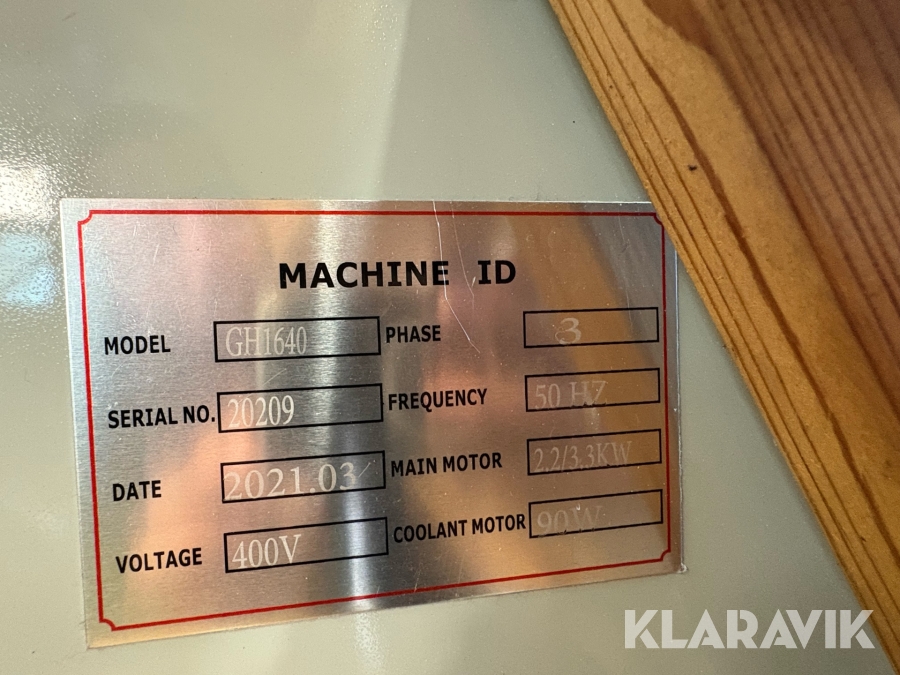 MACHINE ID
MODEL GH1640 PHASE 3
SERIAL NO. 20209 FREQUENCY 50 HZ
DATE 2021.03 MAIN MOTOR 2.2/3.3KW
VOLTAGE 400V COOLANT MOTOR 90W
KLARAVIK